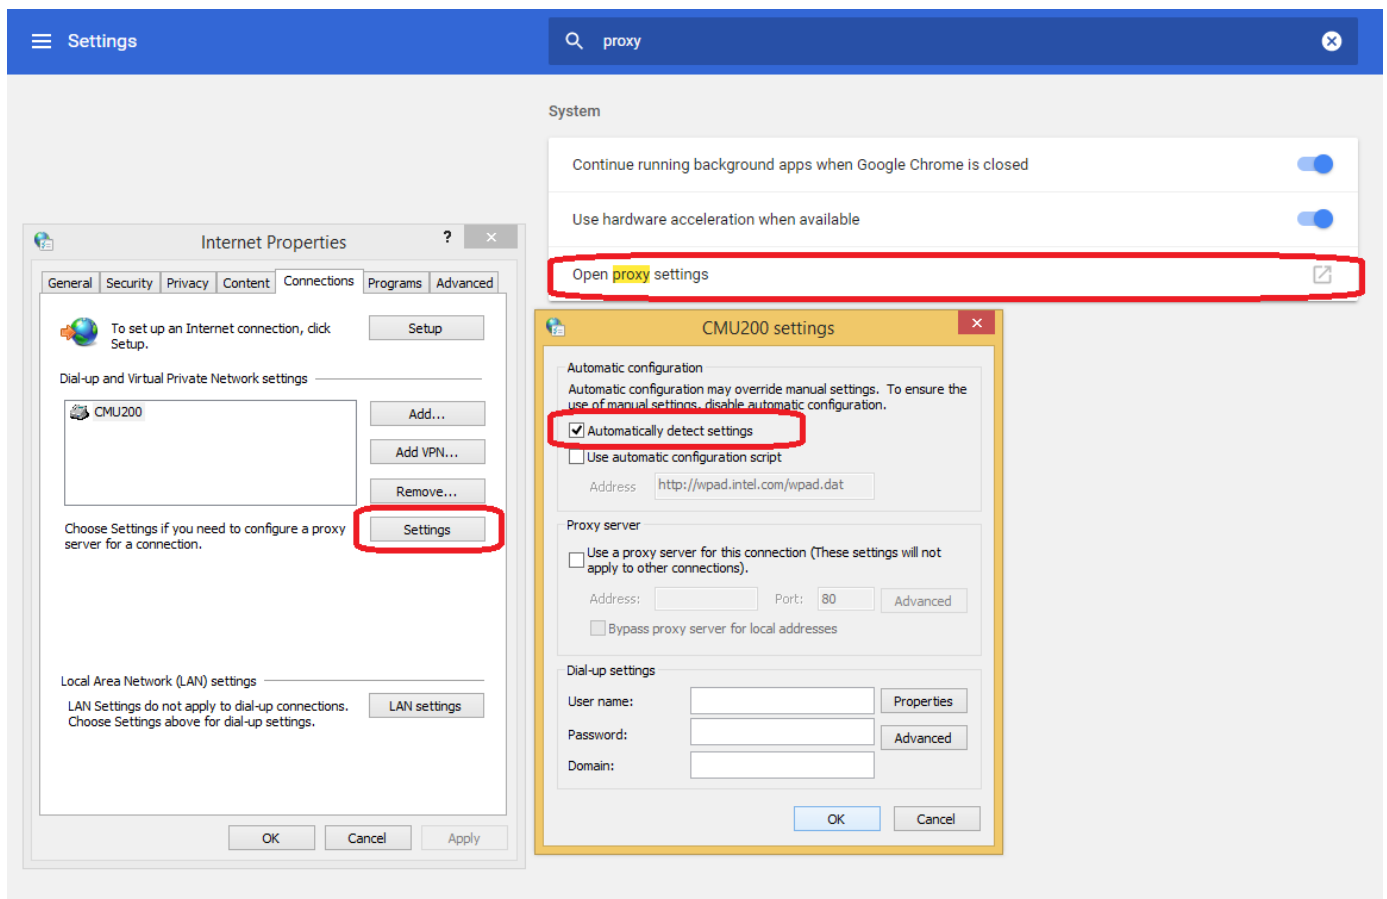 Settings
proxy
System
Continue running background apps when Google Chrome is closed
Use hardware acceleration when available
Open proxy settings
Internet Properties
?
General Security Privacy Content Connections Programs Advanced
To set up an Internet connection, click
Setup.
Setup
Dial-up and Virtual Private Network settings
CMU200
Add...
Add VPN...
Remove...
Choose Settings if you need to configure a proxy
server for a connection.
Settings
Local Area Network (LAN) settings
LAN Settings do not apply to dial-up connections.
Choose Settings above for dial-up settings.
LAN settings
OK Cancel Apply
CMU200 settings
Automatic configuration
Automatic configuration may override manual settings. To ensure the
use of manual settings, disable automatic configuration.
Automatically detect settings
Use automatic configuration script
Address http://wpad.intel.com/wpad.dat
Proxy server
Use a proxy server for this connection (These settings will not
apply to other connections).
Address: Port: 80 Advanced
Bypass proxy server for local addresses
Dial-up settings
User name: Properties
Password: Advanced
Domain:
OK Cancel